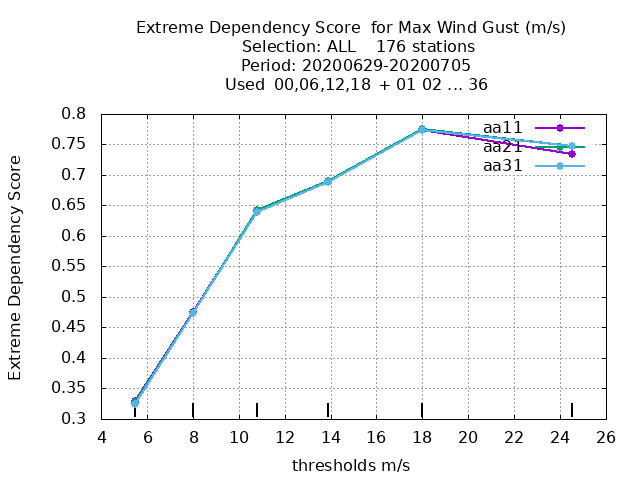 Extreme Dependency Score for Max Wind Gust (m/s)
Selection: ALL 176 stations
Period: 20200629-20200705
Used 00,06,12,18 + 01 02 ... 36
Extreme Dependency Score
0.8
0.75
0.7
0.65
0.6
0.55
0.5
0.45
0.4
0.35
0.3
aa11
aa21
aa31
4 6 8 10 12 14 16 18 20 22 24 26
thresholds m/s